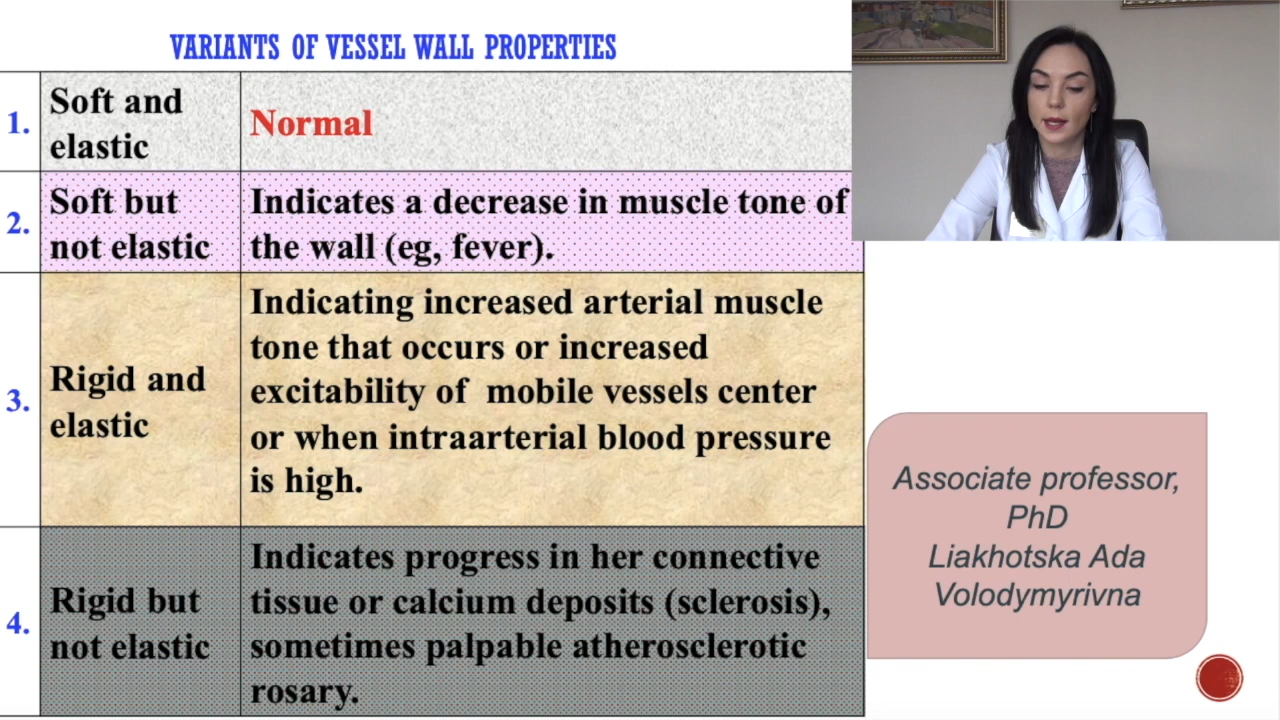 VARIANTS OF VESSEL WALL PROPERTIES
1.
Soft and
elastic
Normal
2.
Soft but
not elastic
Indicates a decrease in muscle tone of
the wall (eg, fever).
3.
Rigid and
elastic
Indicating increased arterial muscle
tone that occurs or increased
excitability of mobile vessels center
or when intraarterial blood pressure
is high.
4.
Rigid but
not elastic
Indicates progress in her connective
tissue or calcium deposits (sclerosis),
sometimes palpable atherosclerotic
rosary.
Associate professor,
PhD
Liakhotska Ada
Volodymyrivna